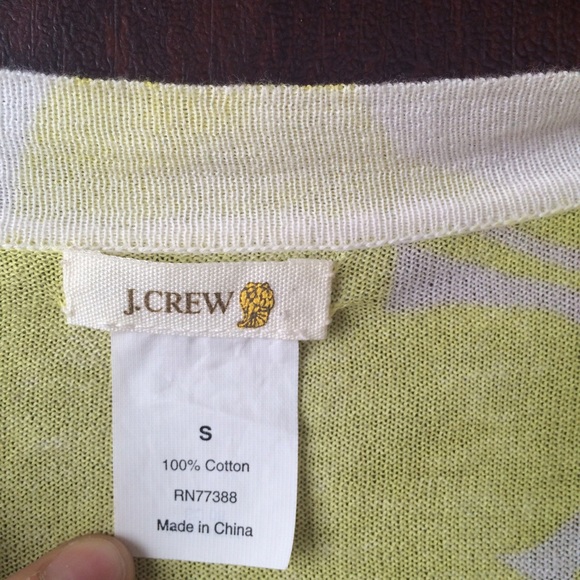 J.CREW
S
100% Cotton
RN77388
Made in China